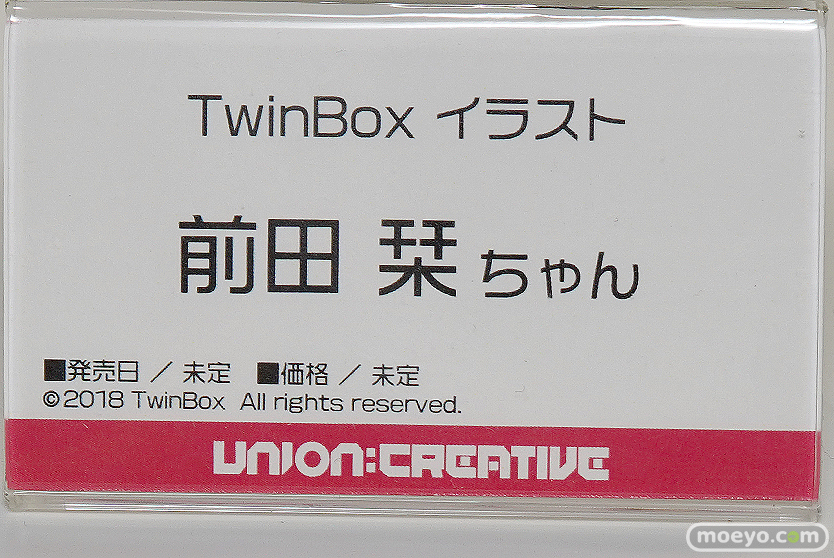 TwinBox イラスト
前田 栞ちゃん
■発売日 ／ 未定 ■価格 ／ 未定
©2018 TwinBox All rights reserved.
UNION:CREATIVE
moeyo.com